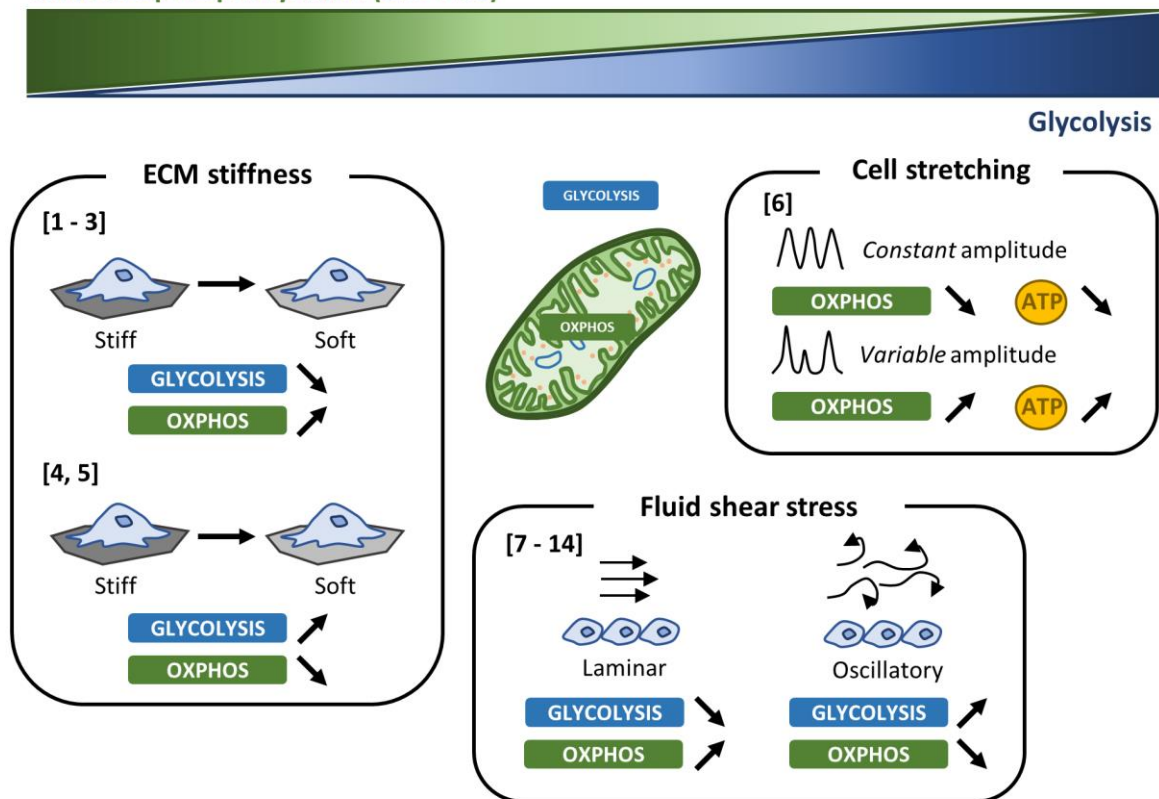 Glycolysis
ECM stiffness
[1 - 3]
Stiff
Soft
GLYCOLYSIS
OXPHOS
[4, 5]
Stiff
Soft
GLYCOLYSIS
OXPHOS
GLYCOLYSIS
OXPHOS
Cell stretching
[6]
Constant amplitude
OXPHOS
ATP
Variable amplitude
OXPHOS
ATP
Fluid shear stress
[7 - 14]
Laminar
Oscillatory
GLYCOLYSIS
GLYCOLYSIS
OXPHOS
OXPHOS